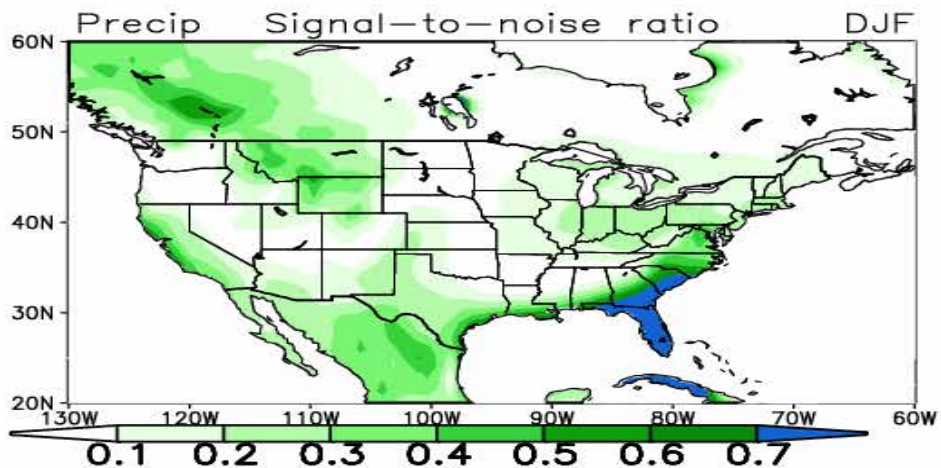 Precip Signal-to-noise ratio DJF
60N
50N
40N
30N
20N
130W 120W 110W 100W 90W 80W 70W 60W
0.1 0.2 0.3 0.4 0.5 0.6 0.7